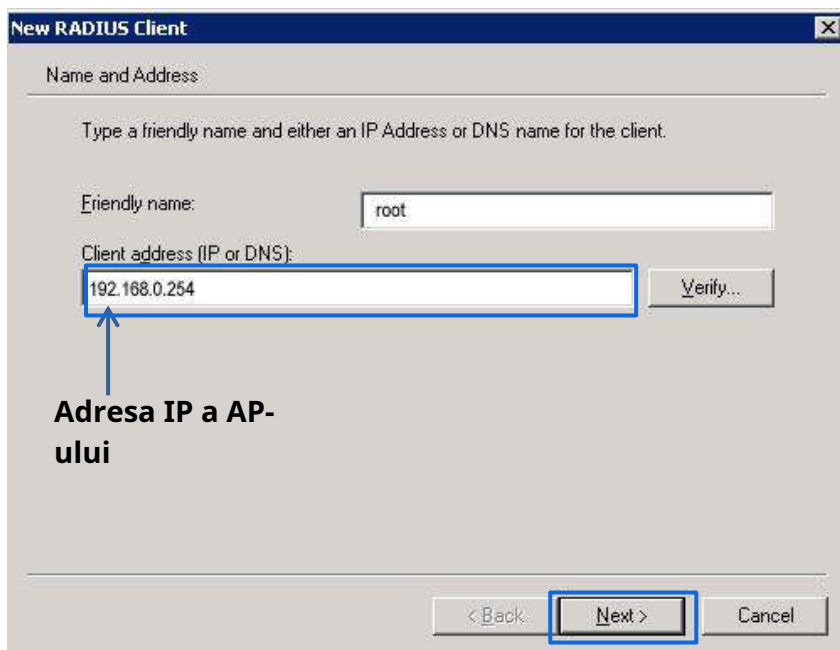 New RADIUS Client
Name and Address
Type a friendly name and either an IP Address or DNS name for the client.
Friendly name:
root
Client address (IP or DNS):
192.168.0.254
Verify...
Adresa IP a AP-
ului
< Back
Next >
Cancel